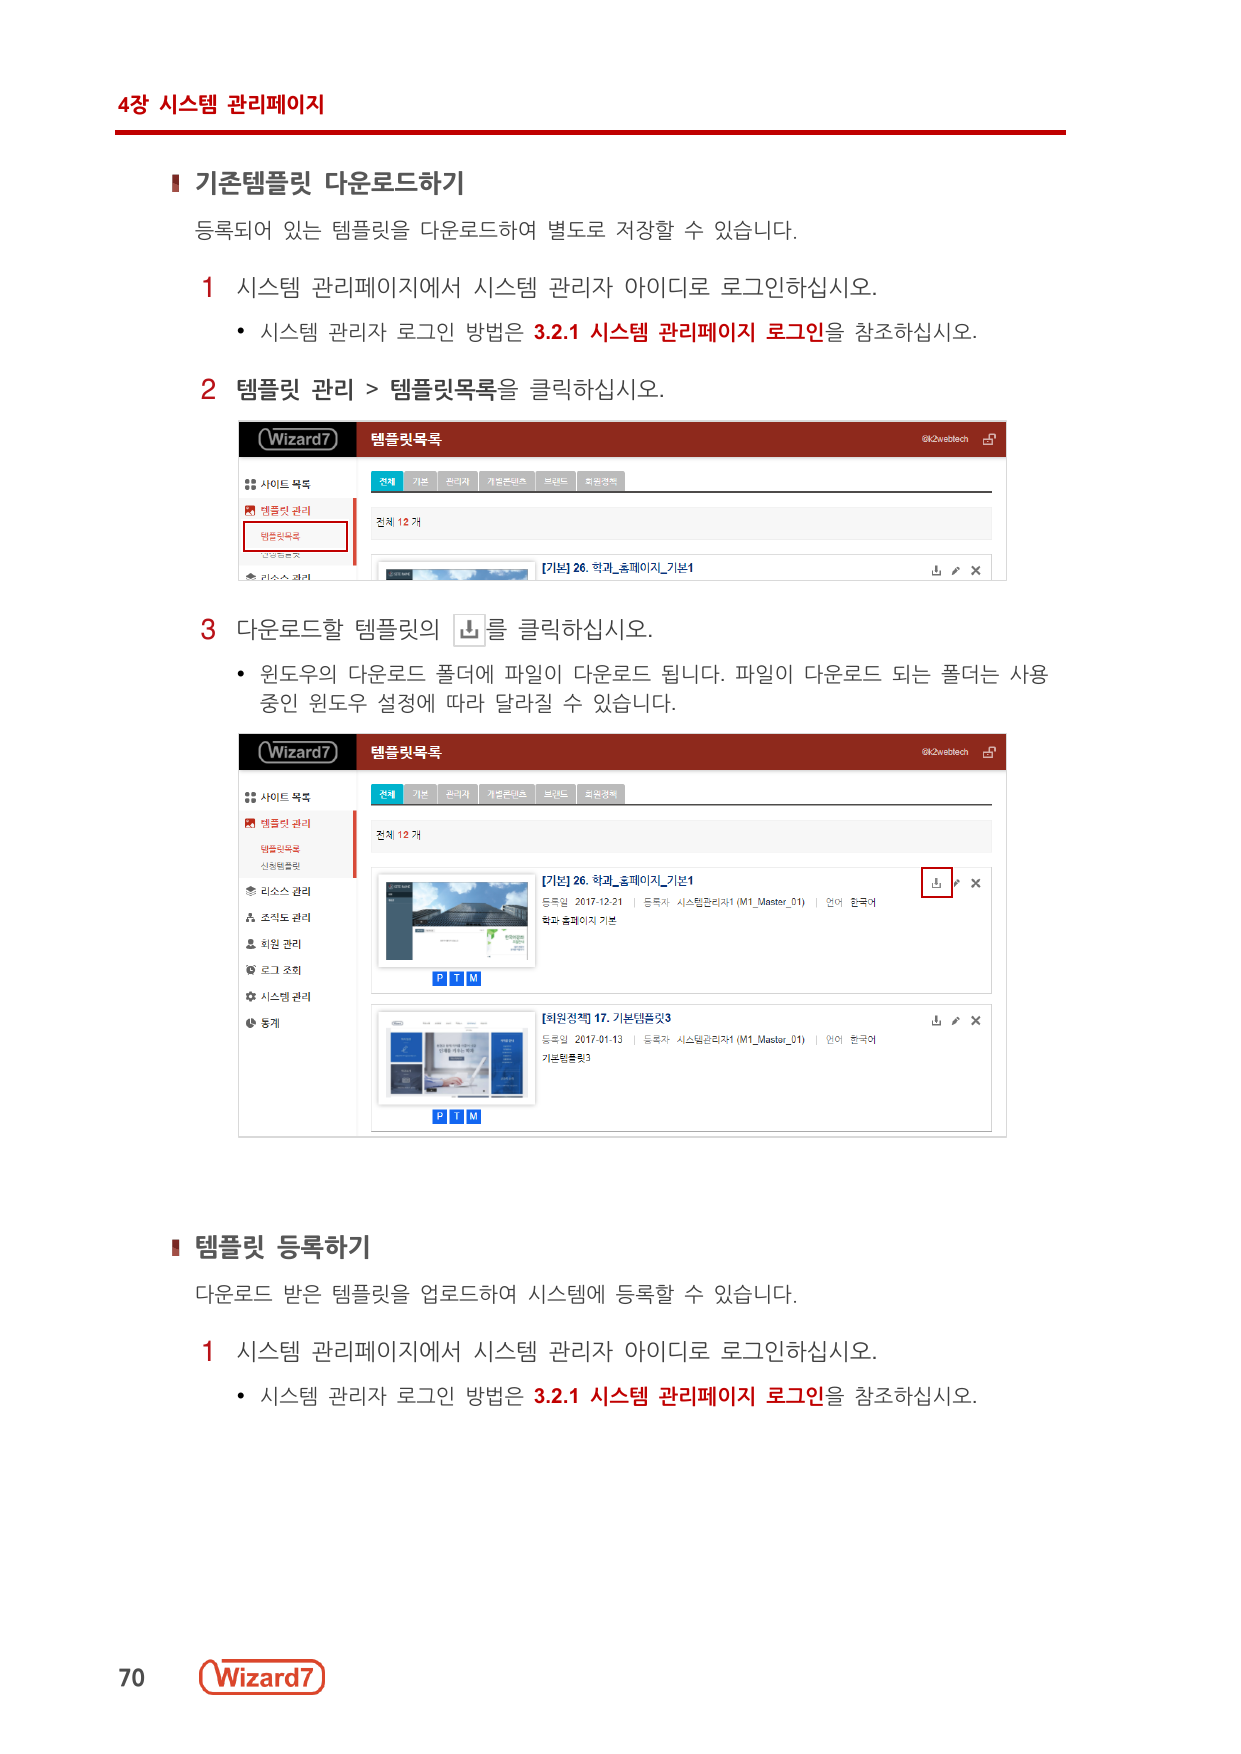 4장 시스템 관리페이지
기존템플릿 다운로드하기
등록되어 있는 템플릿을 다운로드하여 별도로 저장할 수 있습니다.
1 시스템 관리페이지에서 시스템 관리자 아이디로 로그인하십시오.
• 시스템 관리자 로그인 방법은 3.2.1 시스템 관리페이지 로그인을 참조하십시오.
2 템플릿 관리 > 템플릿목록을 클릭하십시오.
Wizard7 템플릿목록 @k2webtech
사이트 목록 전체 기본 관리자 개별콘텐츠 브랜드 회원정책
템플릿 관리
전체 12 개
템플릿목록
신청템플릿
[기본] 26. 학과_홈페이지_기본1
리소스 관리
3 다운로드할 템플릿의 를 클릭하십시오.
• 윈도우의 다운로드 폴더에 파일이 다운로드 됩니다. 파일이 다운로드 되는 폴더는 사용
중인 윈도우 설정에 따라 달라질 수 있습니다.
Wizard7 템플릿목록 @k2webtech
사이트 목록 전체 기본 관리자 개별콘텐츠 브랜드 회원정책
템플릿 관리
전체 12 개
템플릿목록
신청템플릿
리소스 관리
조직도 관리
회원 관리
로그 조회
시스템 관리
통계
[기본] 26. 학과_홈페이지_기본1
등록일 2017-12-21 | 등록자 시스템관리자1 (M1_Master_01) | 언어 한국어
학과 홈페이지 기본
P T M
[회원정책] 17. 기본템플릿3
등록일 2017-01-13 | 등록자 시스템관리자1 (M1_Master_01) | 언어 한국어
기본템플릿3
P T M
템플릿 등록하기
다운로드 받은 템플릿을 업로드하여 시스템에 등록할 수 있습니다.
1 시스템 관리페이지에서 시스템 관리자 아이디로 로그인하십시오.
• 시스템 관리자 로그인 방법은 3.2.1 시스템 관리페이지 로그인을 참조하십시오.
70 Wizard7